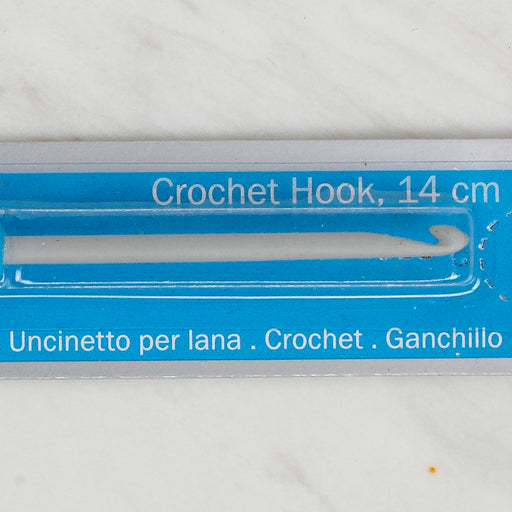 Crochet Hook, 14 cm
Uncinetto per lana . Crochet . Ganchillo